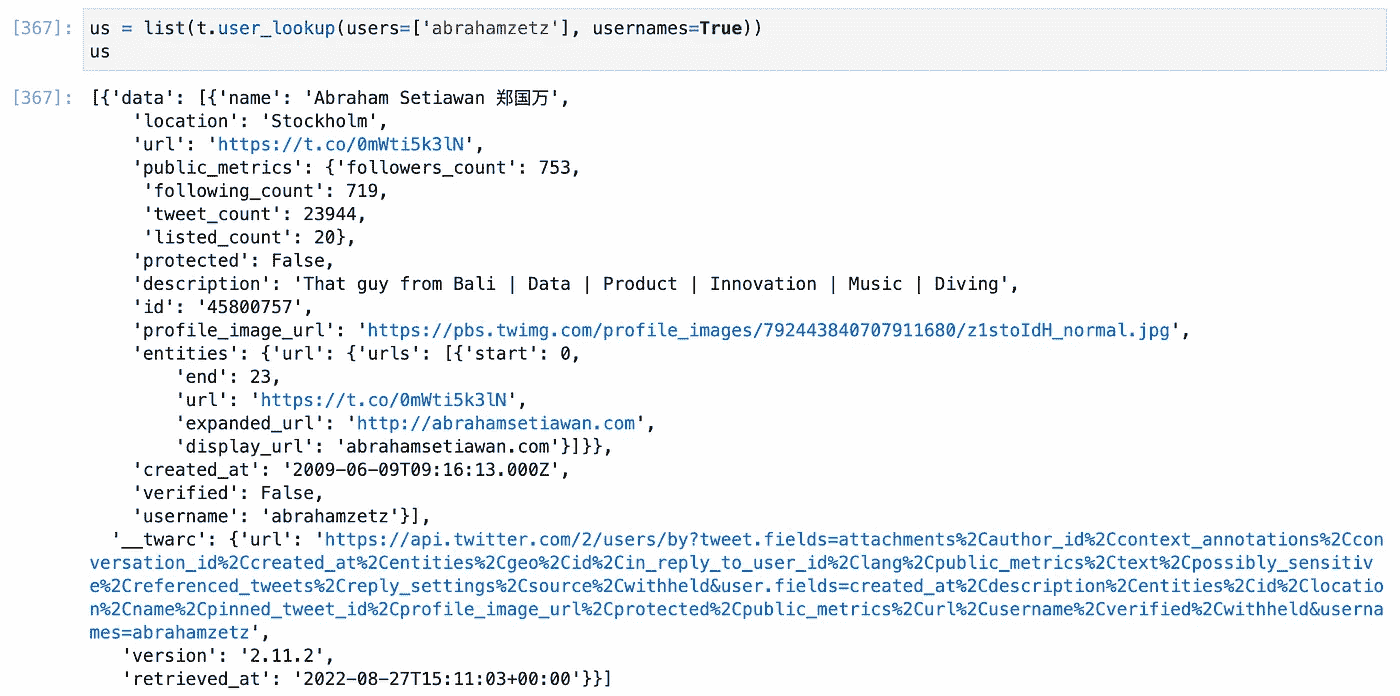 [367]: us = list(t.user_lookup(users=['abrahamzetz'], usernames=True))
us
[367]: [{'data': [{'name': 'Abraham Setiawan 郑国万',
'location': 'Stockholm',
'url': 'https://t.co/0mWti5k3lN',
'public_metrics': {'followers_count': 753,
'following_count': 719,
'tweet_count': 23944,
'listed_count': 20},
'protected': False,
'description': 'That guy from Bali | Data | Product | Innovation | Music | Diving',
'id': '45800757',
'profile_image_url': 'https://pbs.twimg.com/profile_images/792443840707911680/z1stoIdH_normal.jpg',
'entities': {'url': {'urls': [{'start': 0,
'end': 23,
'url': 'https://t.co/0mWti5k3lN',
'expanded_url': 'http://abrahamsetiawan.com',
'display_url': 'abrahamsetiawan.com'}]}},
'created_at': '2009-06-09T09:16:13.000Z',
'verified': False,
'username': 'abrahamzetz'}],
'__twarc': {'url': 'https://api.twitter.com/2/users/by?tweet.fields=attachments%2Cauthor_id%2Ccontext_annotations%2Ccon
versation_id%2Ccreated_at%2Centities%2Cgeo%2Cid%2Cin_reply_to_user_id%2Clang%2Cpublic_metrics%2Ctext%2Cpossibly_sensitiv
e%2Creferenced_tweets%2Creply_settings%2Csource%2Cwithheld&user.fields=created_at%2Cdescription%2Centities%2Cid%2Clocatio
n%2Cname%2Cpinned_tweet_id%2Cprofile_image_url%2Cprotected%2Cpublic_metrics%2Curl%2Cusername%2Cverified%2Cwithheld&userna
mes=abrahamzetz',
'version': '2.11.2',
'retrieved_at': '2022-08-27T15:11:03+00:00'}}]